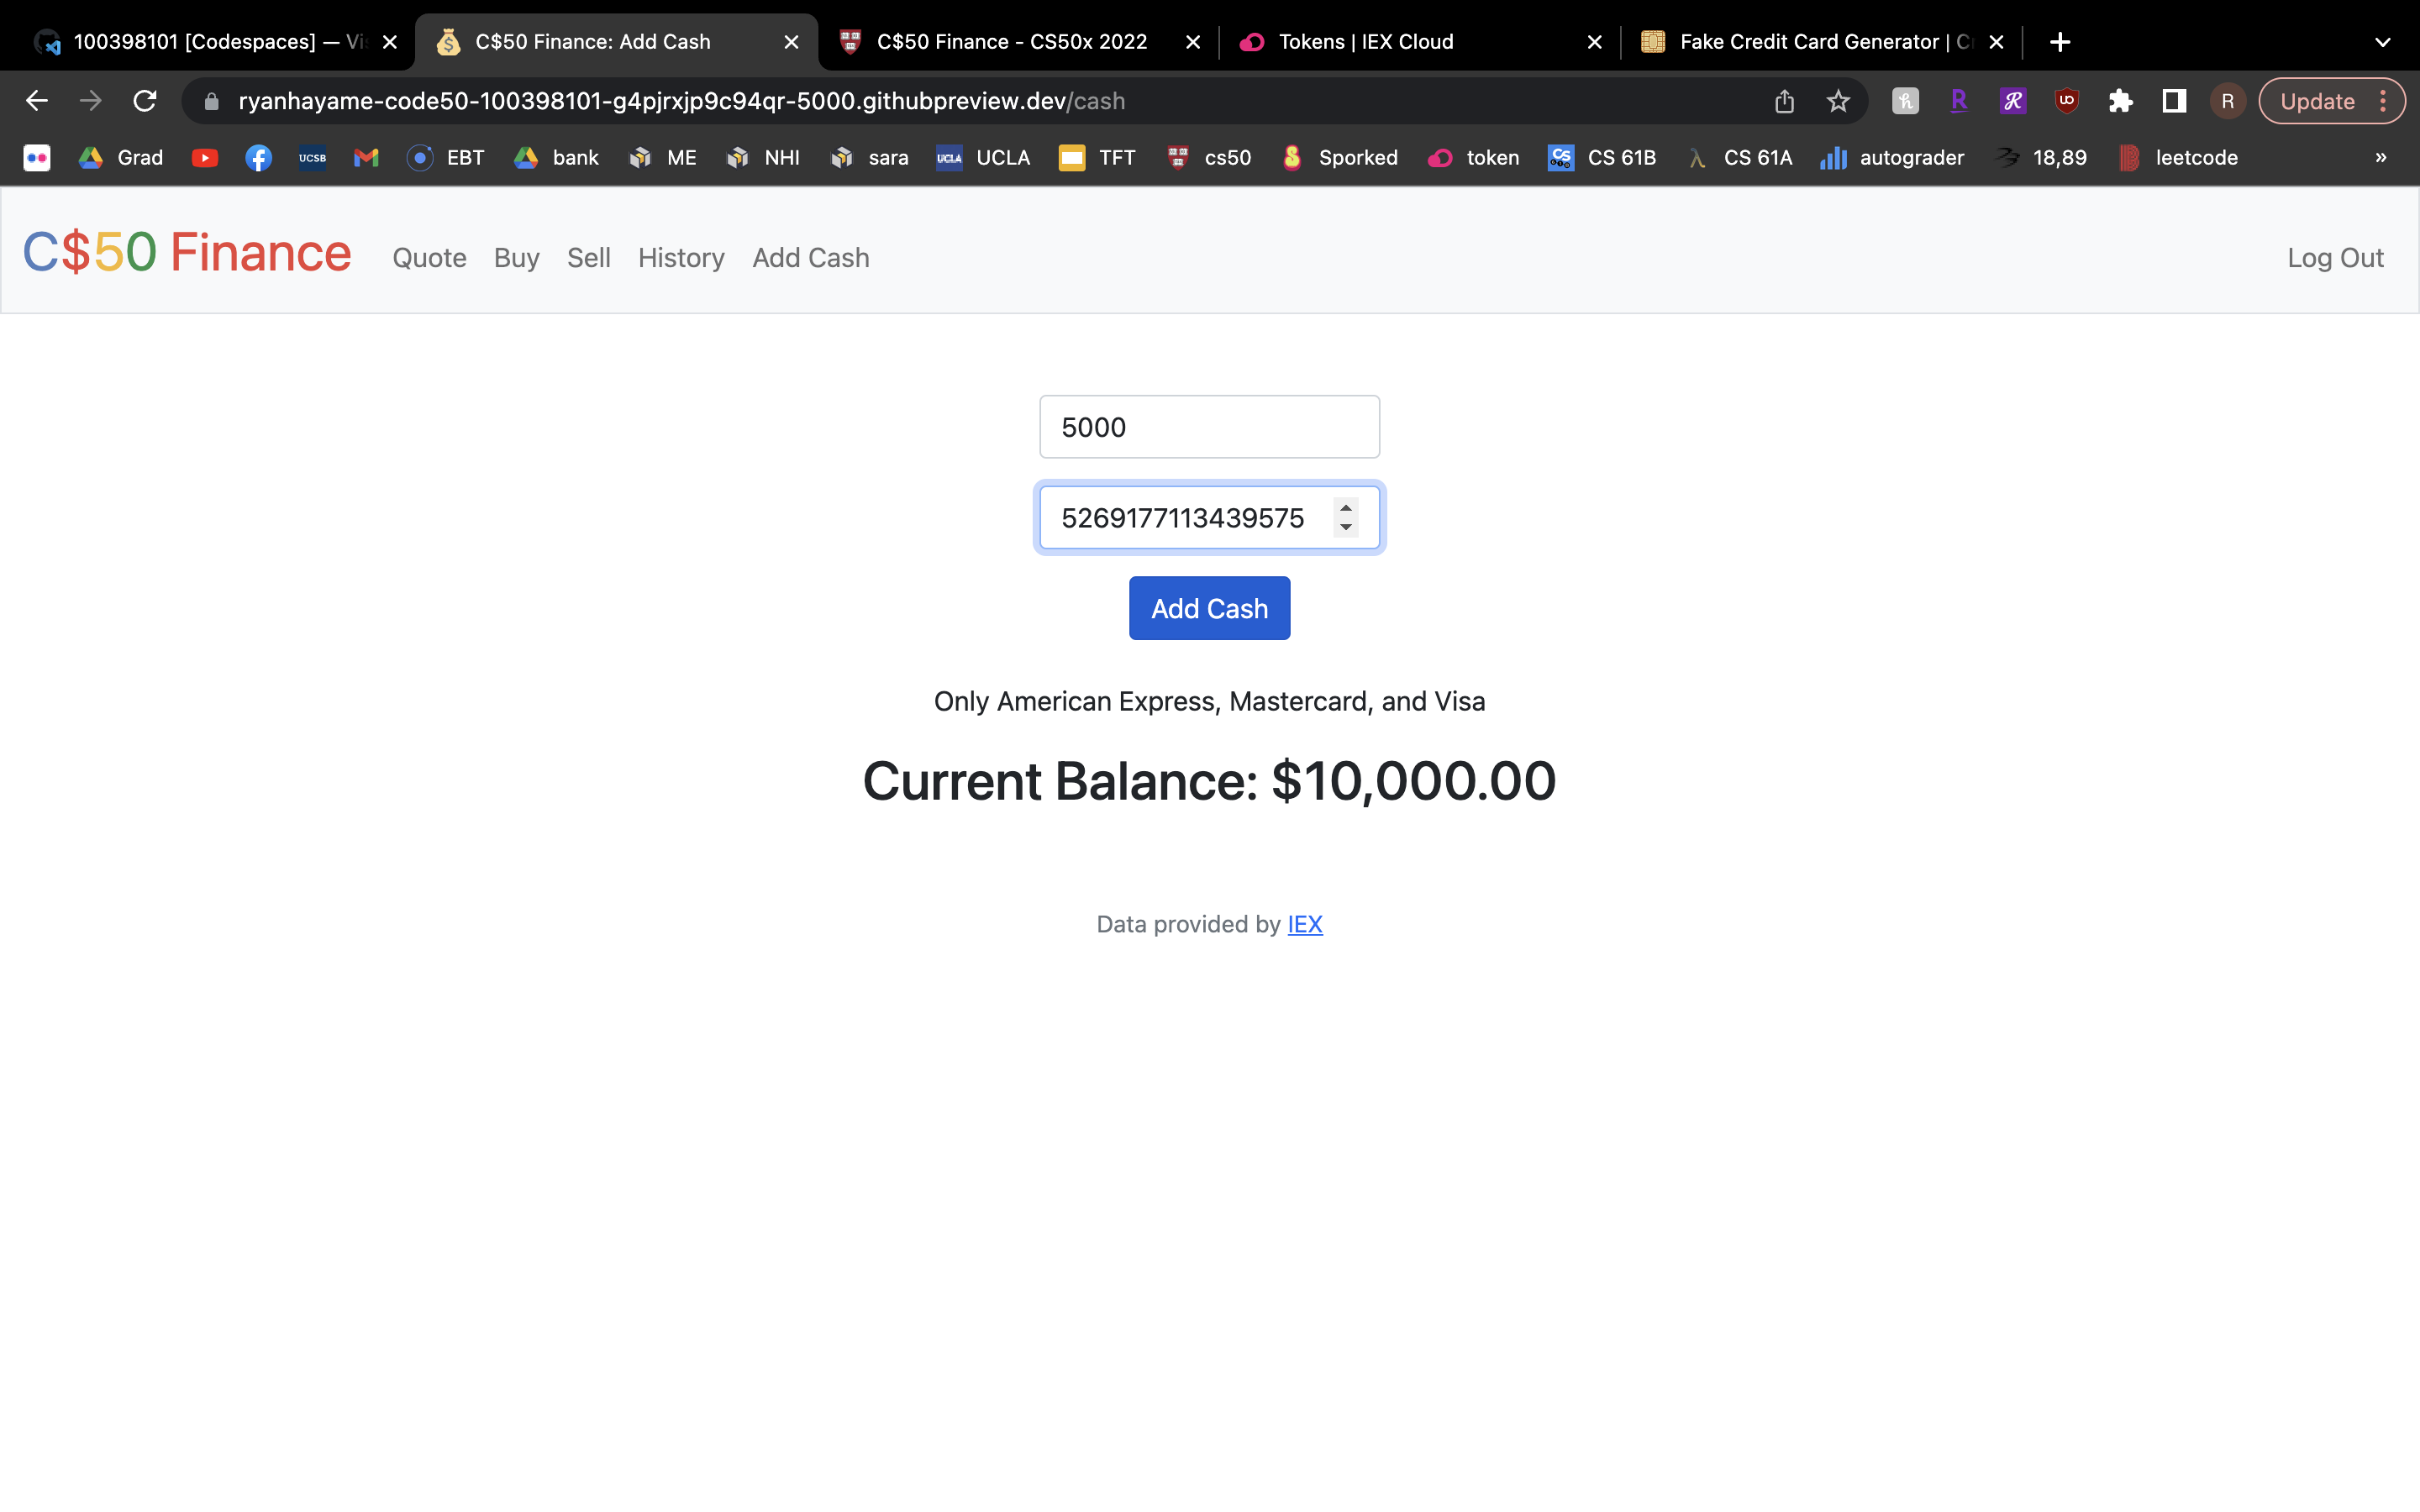 100398101 [Codespaces] — Vi
C$50 Finance: Add Cash
C$50 Finance - CS50x 2022
Tokens | IEX Cloud
Fake Credit Card Generator | C
ryanhayame-code50-100398101-g4pjrxjp9c94qr-5000.githubpreview.dev/cash
R
Update
Grad
UCSB
EBT
bank
ME
NHI
sara
UCLA
UCLA
TFT
cs50
Sporked
token
CS
CS 61B
CS 61A
autograder
18,89
leetcode
»
C$50 Finance
Quote
Buy
Sell
History
Add Cash
Log Out
5000
5269177113439575
Add Cash
Only American Express, Mastercard, and Visa
Current Balance: $10,000.00
Data provided by IEX